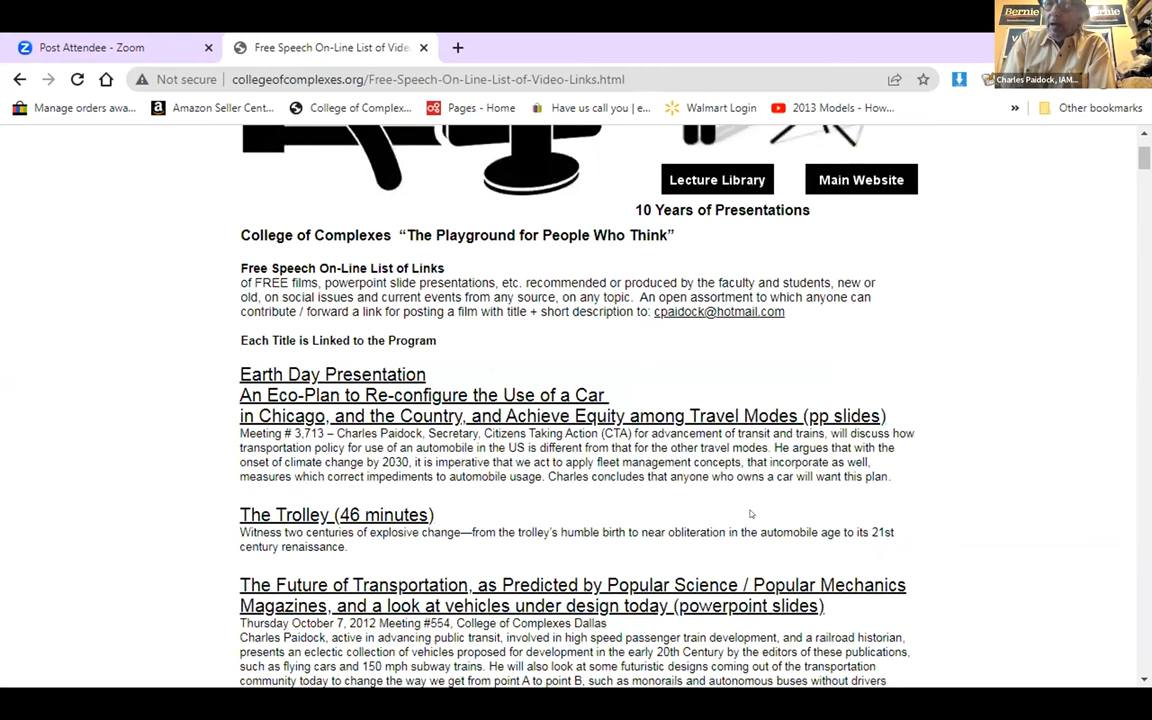 Post Attendee - Zoom
Free Speech On-Line List of Vide
Not secure
collegeofcomplexes.org/Free-Speech-On-Line-List-of-Video-Links.html
Manage orders awa...
Amazon Seller Cent...
College of Complex...
Pages - Home
Have us call you | e...
Walmart Login
2013 Models - How...
»
Other bookmarks
Bernie
Bernie
Charles Paidock, IAM...
Lecture Library
Main Website
10 Years of Presentations
College of Complexes “The Playground for People Who Think”
Free Speech On-Line List of Links
of FREE films, powerpoint slide presentations, etc. recommended or produced by the faculty and students, new or
old, on social issues and current events from any source, on any topic. An open assortment to which anyone can
contribute / forward a link for posting a film with title + short description to: cpaidock@hotmail.com
Each Title is Linked to the Program
Earth Day Presentation
An Eco-Plan to Re-configure the Use of a Car
in Chicago, and the Country, and Achieve Equity among Travel Modes (pp slides)
Meeting # 3,713 – Charles Paidock, Secretary, Citizens Taking Action (CTA) for advancement of transit and trains, will discuss how
transportation policy for use of an automobile in the US is different from that for the other travel modes. He argues that with the
onset of climate change by 2030, it is imperative that we act to apply fleet management concepts, that incorporate as well,
measures which correct impediments to automobile usage. Charles concludes that anyone who owns a car will want this plan.
The Trolley (46 minutes)
Witness two centuries of explosive change—from the trolley’s humble birth to near obliteration in the automobile age to its 21st
century renaissance.
The Future of Transportation, as Predicted by Popular Science / Popular Mechanics
Magazines, and a look at vehicles under design today (powerpoint slides)
Thursday October 7, 2012 Meeting #554, College of Complexes Dallas
Charles Paidock, active in advancing public transit, involved in high speed passenger train development, and a railroad historian,
presents an eclectic collection of vehicles proposed for development in the early 20th Century by the editors of these publications,
such as flying cars and 150 mph subway trains. He will also look at some futuristic designs coming out of the transportation
community today to change the way we get from point A to point B, such as monorails and autonomous buses without drivers